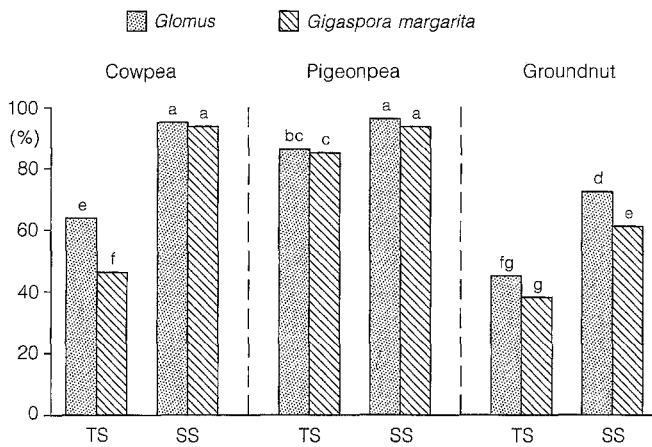 Glomus Gigaspora margarita
Cowpea Pigeonpea Groundnut
100
(%)
80
60
40
20
0
e f a a bc c a a fg g d e
TS SS TS SS TS SS